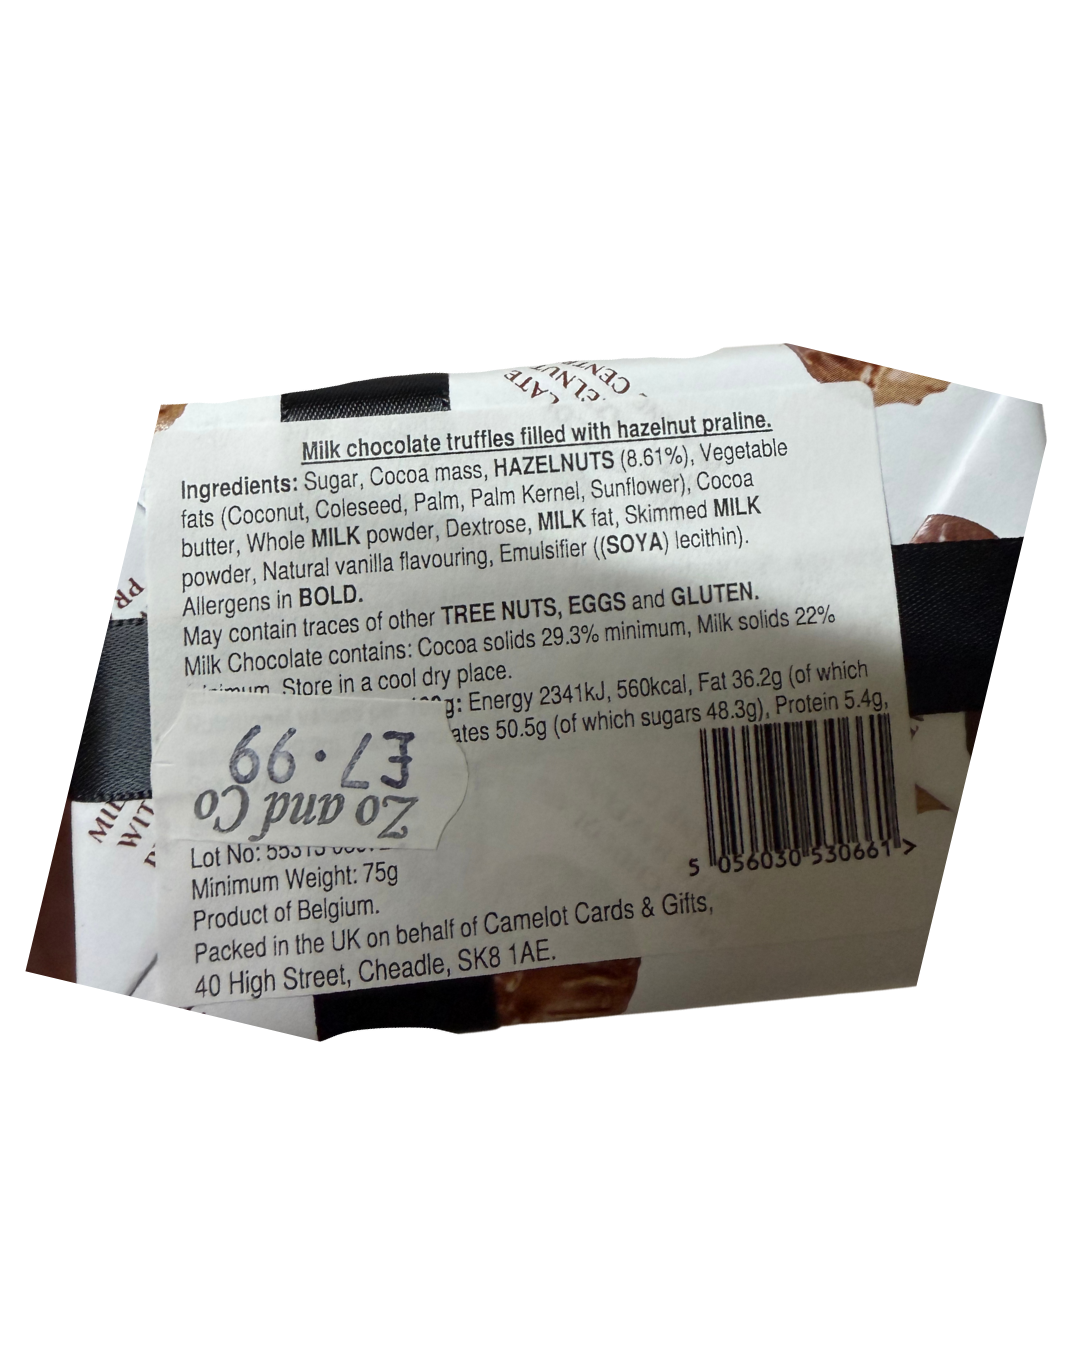 CATE
CENTR
Milk chocolate truffles filled with hazelnut praline.
Ingredients: Sugar, Cocoa mass, HAZELNUTS (8.61%), Vegetable
fats (Coconut, Coleseed, Palm, Palm Kernel, Sunflower), Cocoa
butter, Whole MILK powder, Dextrose, MILK fat, Skimmed MILK
powder, Natural vanilla flavouring, Emulsifier ((SOYA) lecithin).
Allergens in BOLD.
May contain traces of other TREE NUTS, EGGS and GLUTEN.
Milk Chocolate contains: Cocoa solids 29.3% minimum, Milk solids 22%
Store in a cool dry place.
g: Energy 2341kJ, 560kcal, Fat 36.2g (of which
ates 50.5g (of which sugars 48.3g), Protein 5.4g,
£7.99
Zo and Co
Lot No:
Minimum Weight: 75g
Product of Belgium.
Packed in the UK on behalf of Camelot Cards & Gifts,
40 High Street, Cheadle, SK8 1AE.
5 056030 530661 >
PR
MIL
WIT